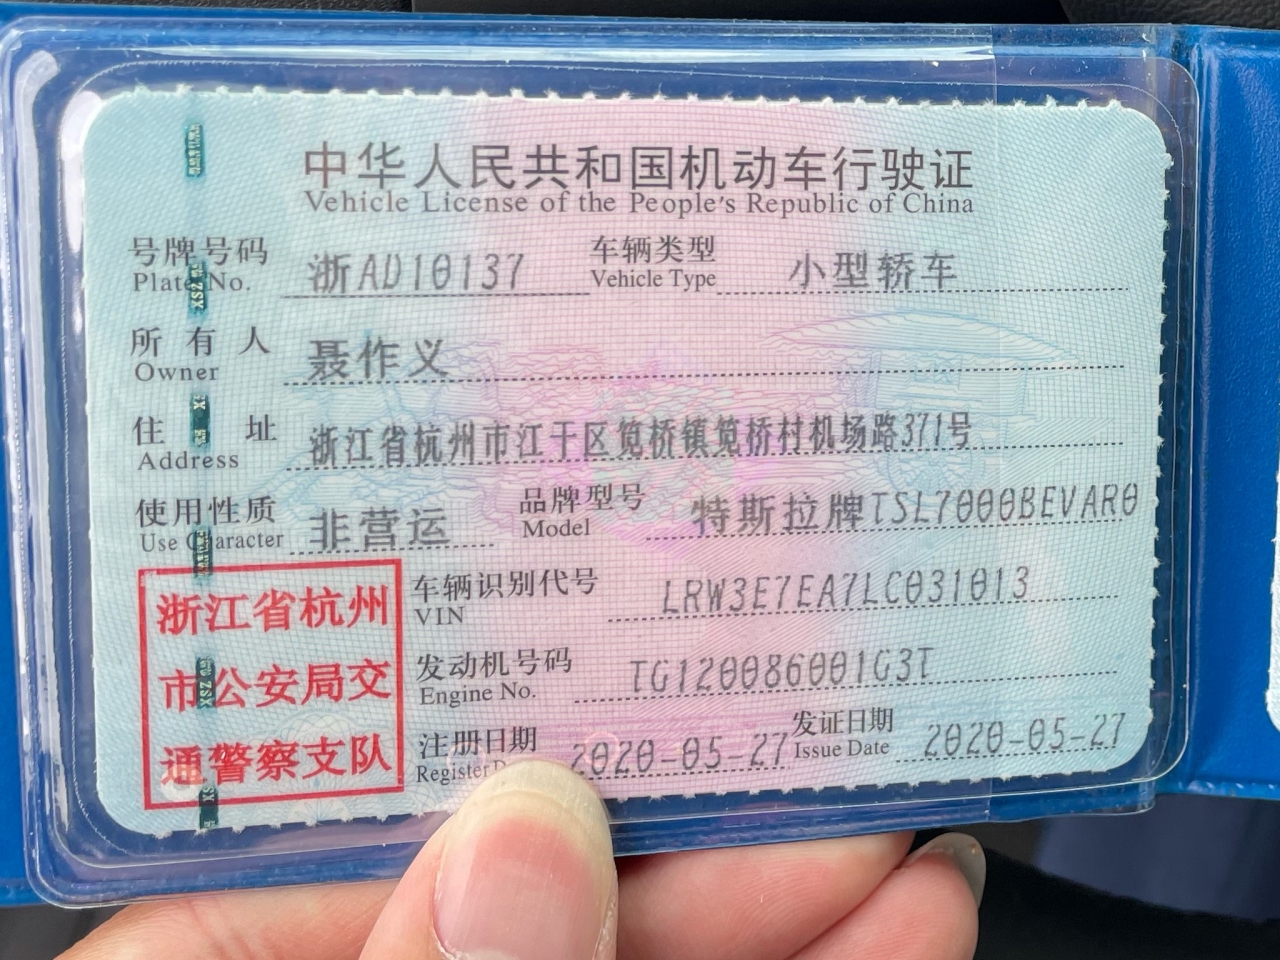 中华人民共和国机动车行驶证
Vehicle License of the People's Republic of China
号牌号码 浙AD10137 车辆类型 小型轿车
Plate No. Vehicle Type
所有人 聂作义
Owner
住址 浙江省杭州市江干区笕桥镇笕桥村机场路371号
Address
使用性质 非营运 品牌型号 特斯拉牌TSL7000BEVAR0
Use Character Model
车辆识别代号 LRW3E7EA7LC031013
VIN
发动机号码 TG120086001G3T
Engine No.
注册日期 2020-05-27 发证日期 2020-05-27
Register Issue Date
浙江省杭州
市公安局交
通警察支队
XSZ